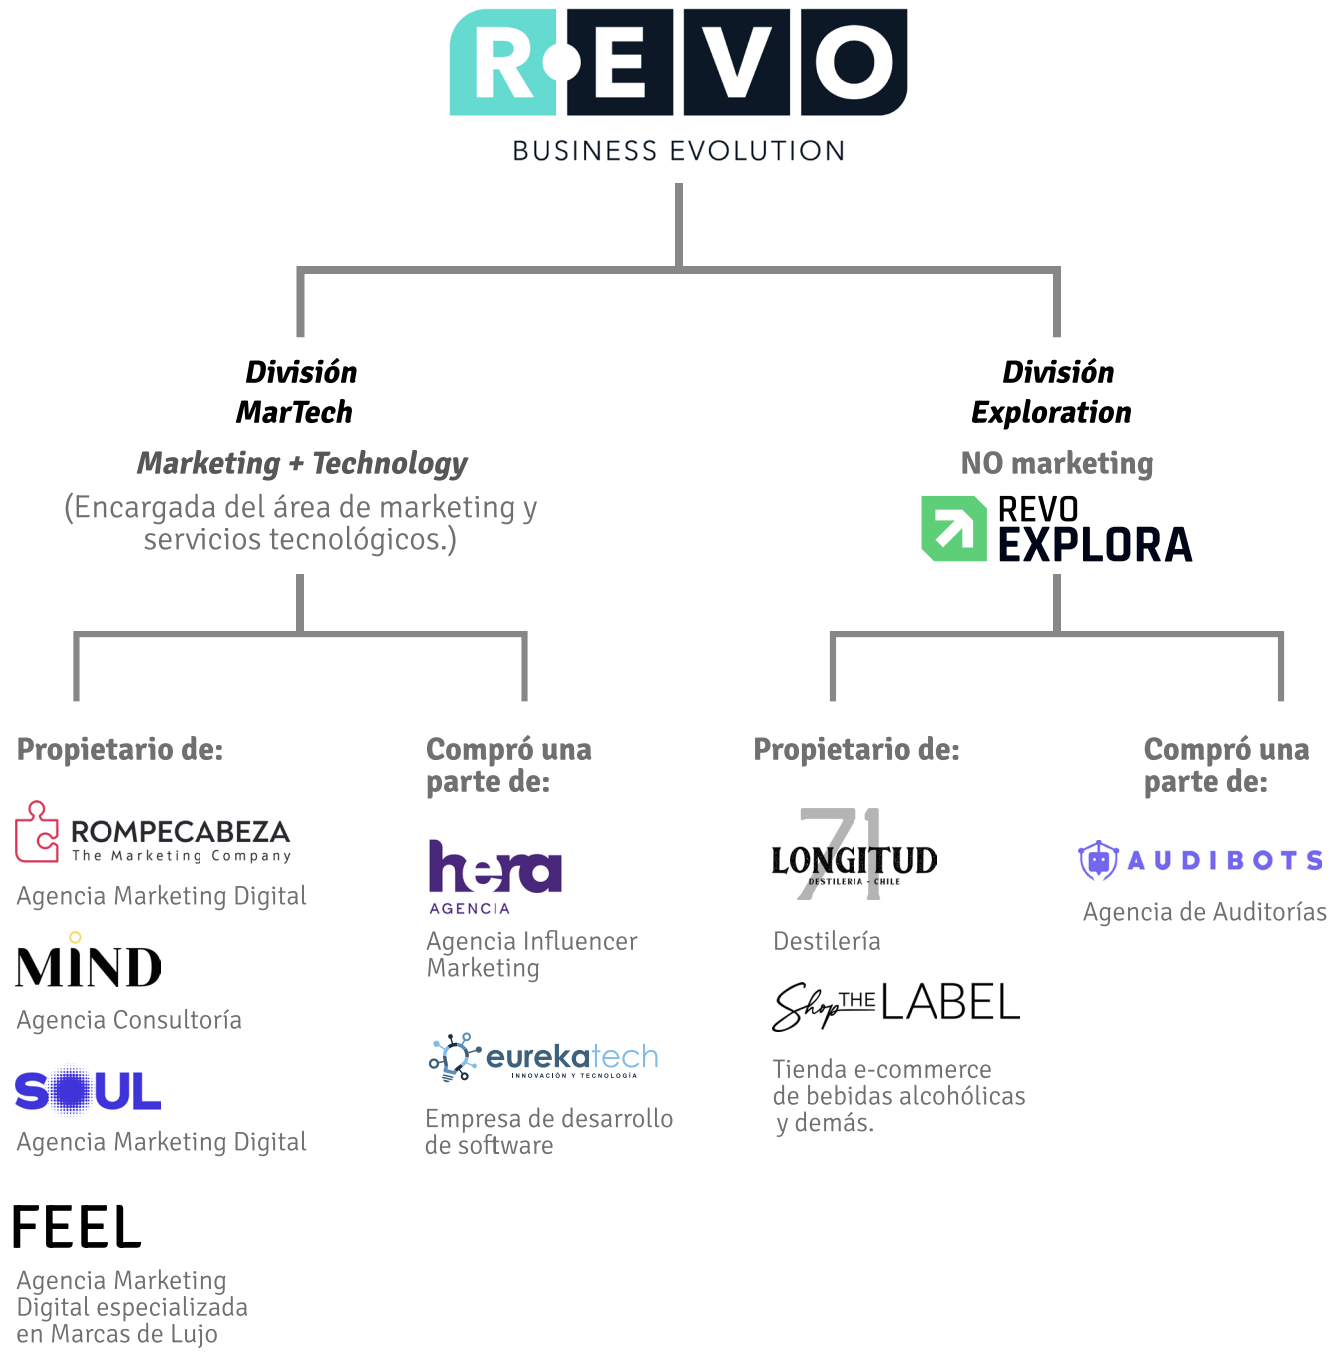 REVO
BUSINESS EVOLUTION
División
MarTech
Marketing + Technology
(Encargada del área de marketing y
servicios tecnológicos.)
División
Exploration
NO marketing
REVO
EXPLORA
Propietario de:
ROMPECABEZA
The Marketing Company
Agencia Marketing Digital
MIND
Agencia Consultoría
SOUL
Agencia Marketing Digital
FEEL
Agencia Marketing
Digital especializada
en Marcas de Lujo
Compró una
parte de:
hera
AGENCIA
Agencia Influencer
Marketing
eurekatech
INNOVACIÓN Y TECNOLOGÍA
Empresa de desarrollo
de software
Propietario de:
71
LONGITUD
DESTILERIA - CHILE
Destilería
Shop THE LABEL
Tienda e-commerce
de bebidas alcohólicas
y demás.
Compró una
parte de:
AUDIBOTS
Agencia de Auditorías